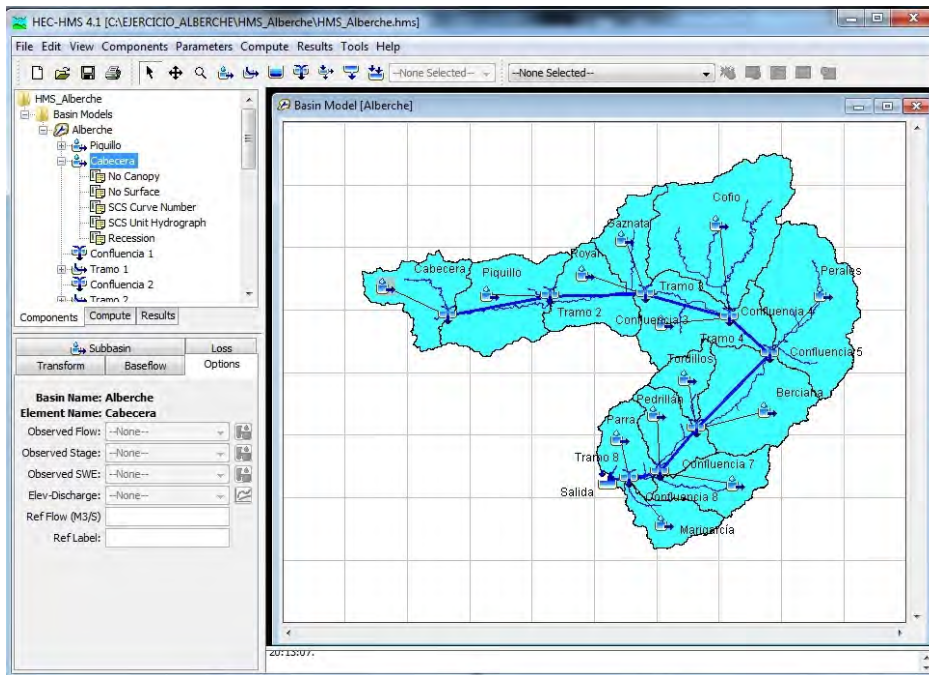 HEC-HMS 4.1 [C:\EJERCICIO_ALBERCHE\HMS_Alberche\HMS_Alberche.hms]
File Edit View Components Parameters Compute Results Tools Help
--None Selected-- --None Selected--
HMS_Alberche
Basin Models
Alberche
Piquillo
Cabecera
No Canopy
No Surface
SCS Curve Number
SCS Unit Hydrograph
Recession
Confluencia 1
Tramo 1
Confluencia 2
Tramo 2
Components Compute Results
Subbasin Loss
Transform Baseflow Options
Basin Name: Alberche
Element Name: Cabecera
Observed Flow: --None--
Observed Stage: --None--
Observed SWE: --None--
Elev-Discharge: --None--
Ref Flow (M3/S)
Ref Label:
Basin Model [Alberche]
Cofio
Gaznata
Royal
Cabecera
Piquillo
Perales
Tramo 2
Confluencia 3
Confluencia 4
Tramo 4
Confluencia 5
Tordillos
Pedrillan
Berciana
Parra
Tramo 8
Confluencia 7
Salida
Confluencia 8
Marigarcía
20:13:07.